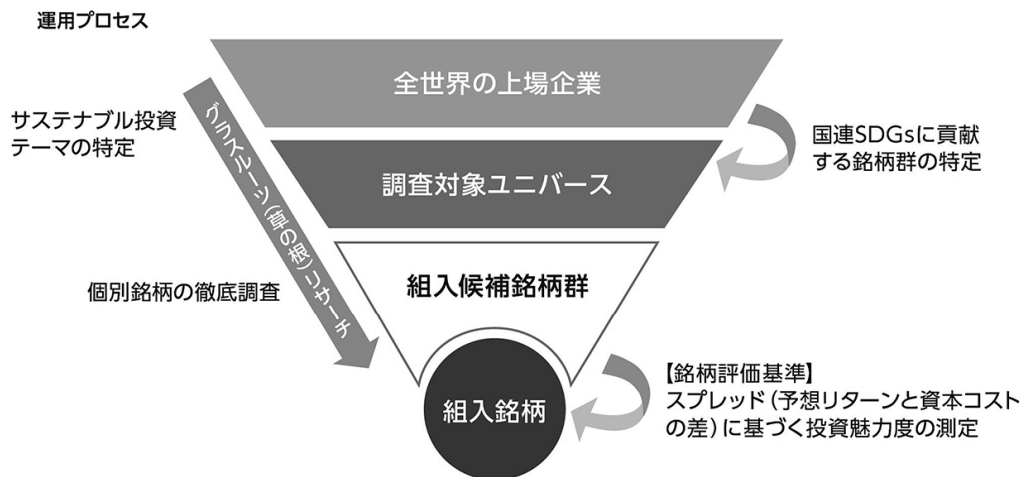 運用プロセス
全世界の上場企業
サステナブル投資
テーマの特定
グラスルーツ(草の根)リサーチ
国連SDGsに貢献
する銘柄群の特定
調査対象ユニバース
個別銘柄の徹底調査
組入候補銘柄群
組入銘柄
【銘柄評価基準】
スプレッド(予想リターンと資本コスト
の差)に基づく投資魅力度の測定